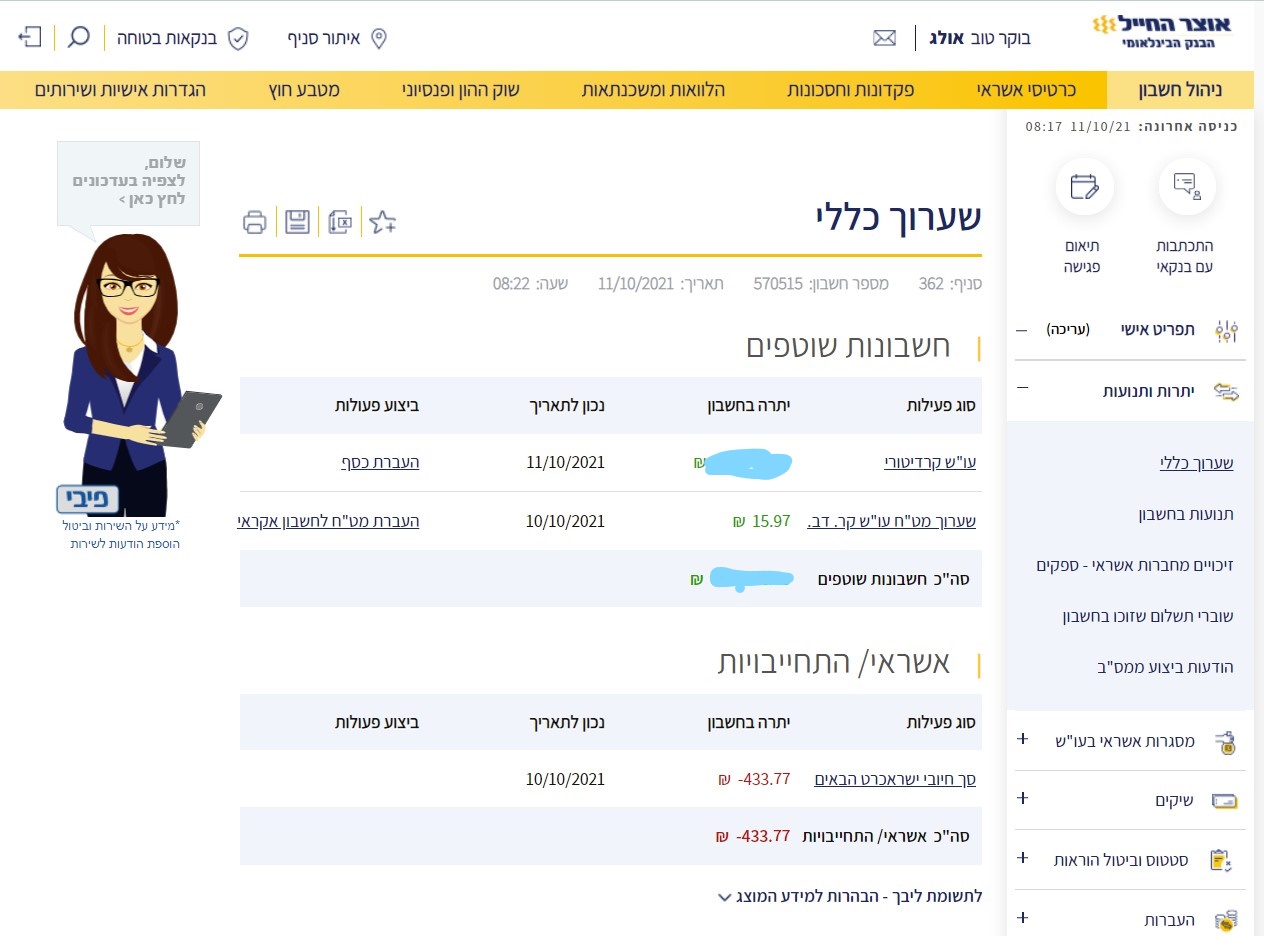 אוצר החייל
הבנק הבינלאומי
בוקר טוב אולג
איתור סניף
בנקאות בטוחה
ניהול חשבון
כרטיסי אשראי
פקדונות וחסכונות
הלוואות ומשכנתאות
שוק ההון ופנסיוני
מטבע חוץ
הגדרות אישיות ושירותים
כניסה אחרונה: 11/10/21 08:17
התכתבות
עם בנקאי
תיאום
פגישה
תפריט אישי (עריכה)
יתרות ותנועות
שערוך כללי
תנועות בחשבון
זיכויים מחברות אשראי - ספקים
שוברי תשלום שזוכו בחשבון
הודעות ביצוע ממס"ב
מסגרות אשראי בעו"ש +
שיקים +
סטטוס וביטול הוראות +
העברות +
שערוך כללי
סניף: 362 מספר חשבון: 570515 תאריך: 11/10/2021 שעה: 08:22
חשבונות שוטפים
סוג פעילות יתרה בחשבון נכון לתאריך ביצוע פעולות
עו"ש קרדיטורי ₪ 11/10/2021 העברת כסף
שערוך מט"ח עו"ש קר. דב. 15.97 ₪ 10/10/2021 העברת מט"ח לחשבון אקראי
סה"כ חשבונות שוטפים ₪
אשראי/ התחייבויות
סוג פעילות יתרה בחשבון נכון לתאריך ביצוע פעולות
סך חיובי ישראכרט הבאים -433.77 ₪ 10/10/2021
סה"כ אשראי/ התחייבויות -433.77 ₪
לתשומת ליבך - הבהרות למידע המוצג
שלום,
לצפיה בעדכונים
לחץ כאן >
פיבי
*מידע על השירות וביטול
הוספת הודעות לשירות